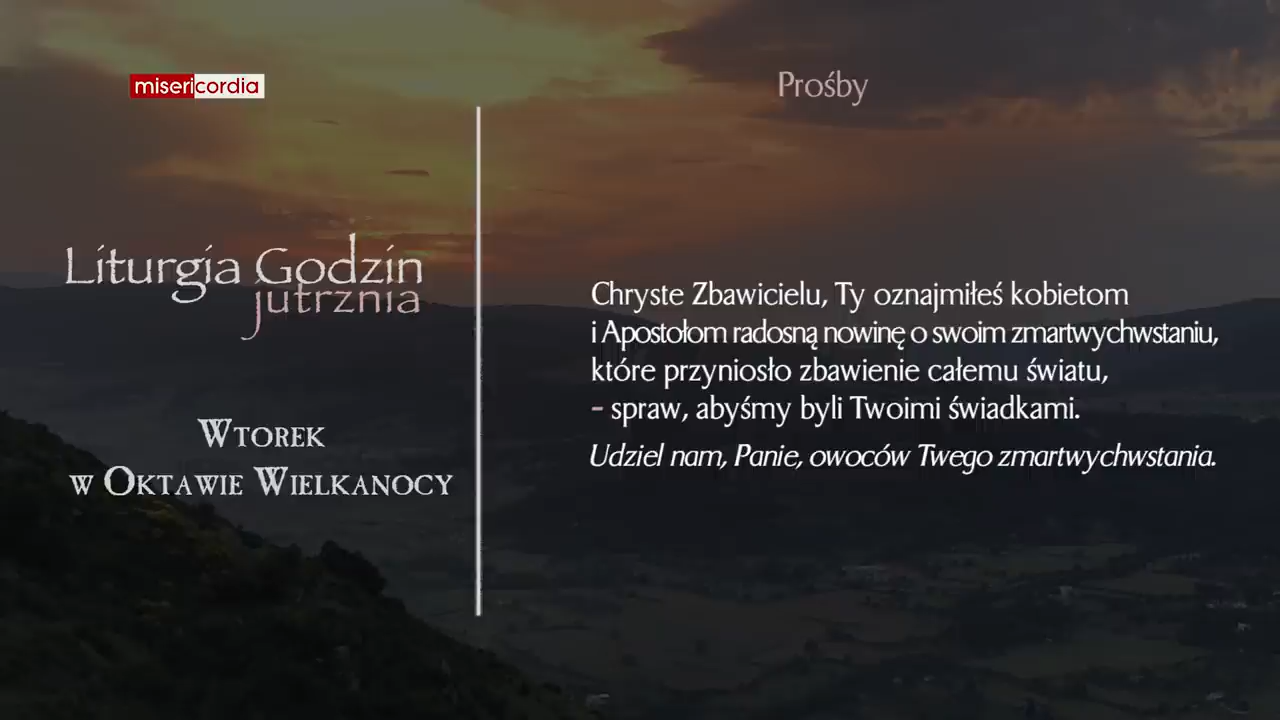 misericordia
Liturgia Godzin
jutrznia
Wtorek
w Oktawie Wielkanocy
Prośby
Chryste Zbawicielu, Ty oznajmiłeś kobietom
i Apostołom radosną nowinę o swoim zmartwychwstaniu,
które przyniosło zbawienie całemu światu,
- spraw, abyśmy byli Twoimi świadkami.
Udziel nam, Panie, owoców Twego zmartwychwstania.